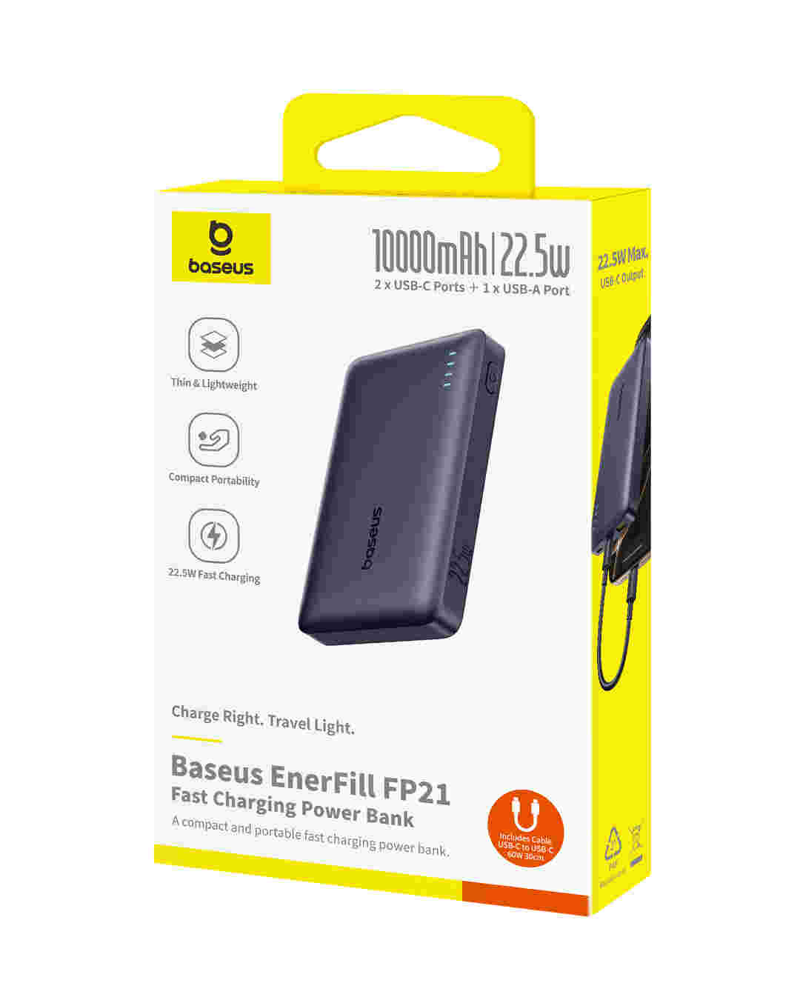 baseus
10000mAh|22.5w
2 x USB-C Ports + 1 x USB-A Port
Thin & Lightweight
Compact Portability
22.5W Fast Charging
baseus
22.5w
Charge Right. Travel Light.
Baseus EnerFill FP21
Fast Charging Power Bank
A compact and portable fast charging power bank.
Includes Cable
USB-C to USB-C
60W 30cm
22.5W Max.
USB-C Output.
PAP